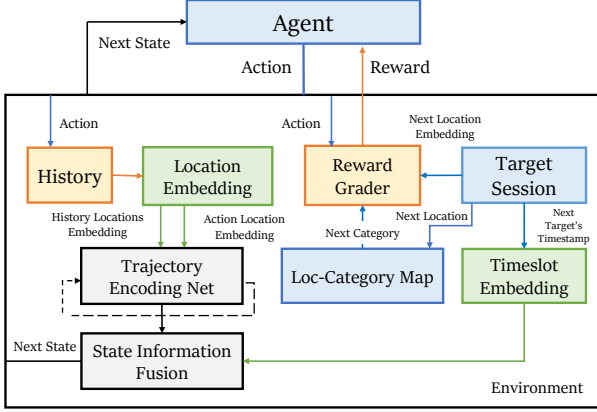 Agent
Next State
Action
Reward
Action
Action
Next Location
Embedding
History
Location
Embedding
Reward
Grader
Target
Session
History Locations
Embedding
Action Location
Embedding
Next Location
Next
Target's
Timestamp
Next Category
Trajectory
Encoding Net
Loc-Category Map
Timeslot
Embedding
Next State
State Information
Fusion
Environment